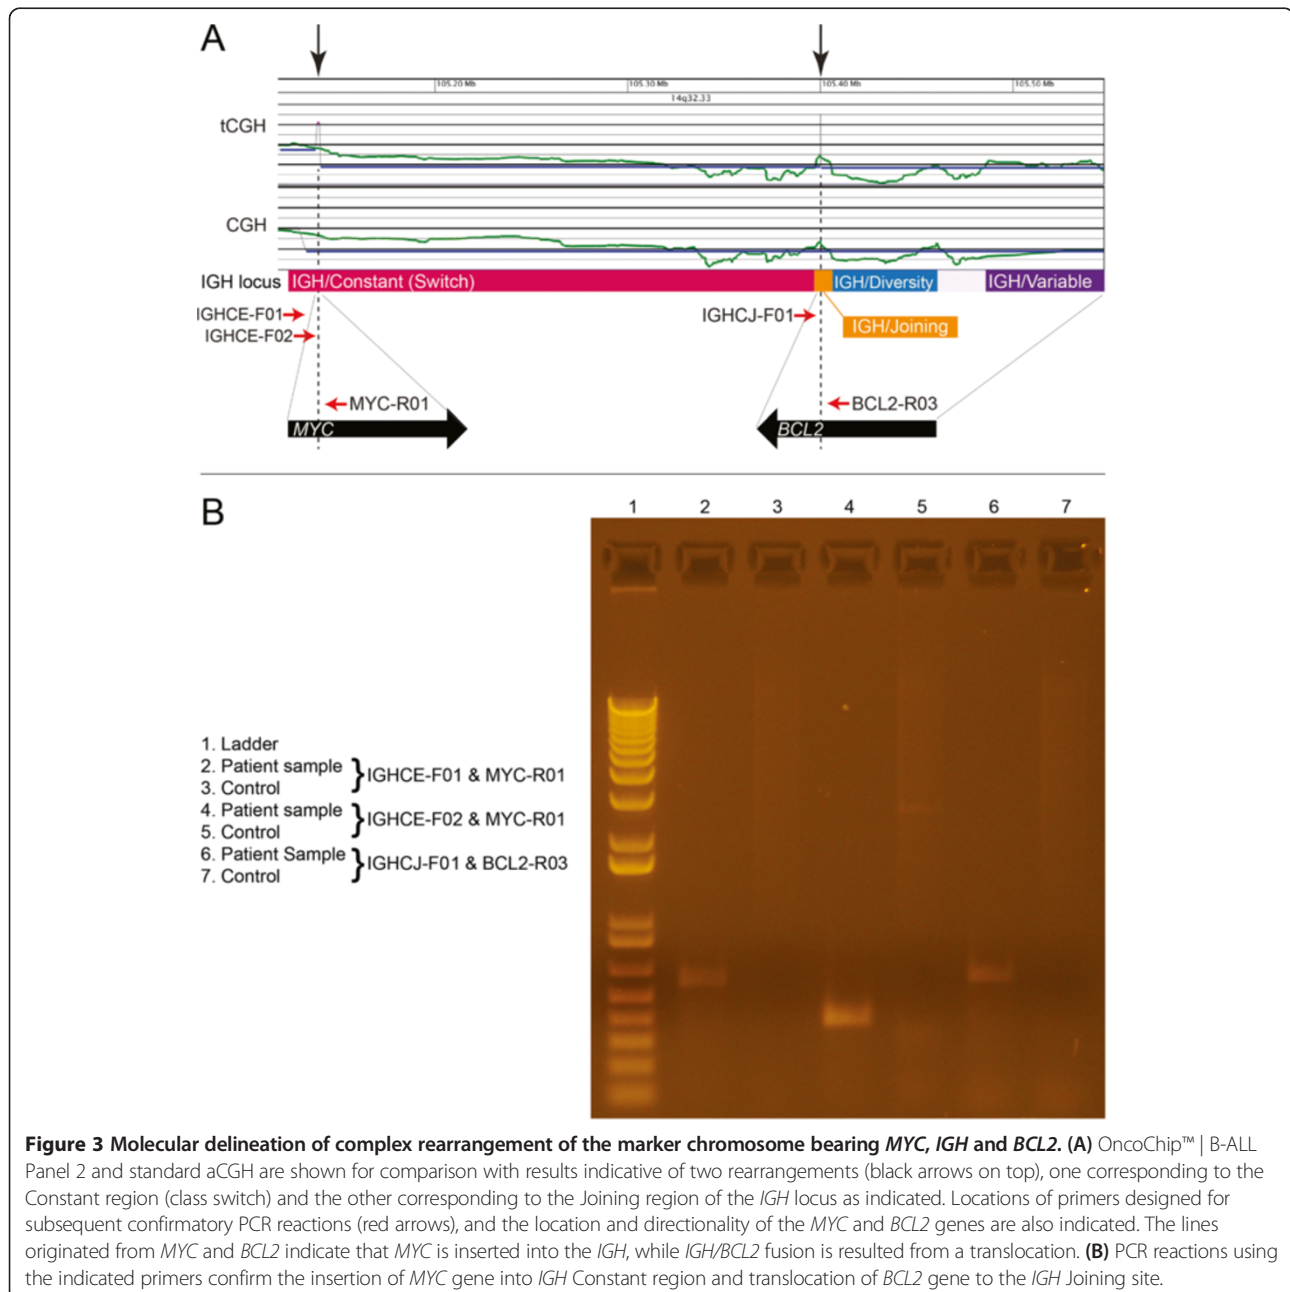 A
105.20 Mb 105.30 Mb 105.40 Mb 105.50 Mb
14q32.33
tCGH
CGH
IGH locus IGH/Constant (Switch) IGH/Diversity IGH/Variable
IGHCE-F01 IGHCJ-F01
IGH/Joining
IGHCE-F02
MYC-R01 BCL2-R03
MYC BCL2
B
1 2 3 4 5 6 7
1. Ladder
2. Patient sample
3. Control
} IGHCE-F01 & MYC-R01
4. Patient sample
5. Control
} IGHCE-F02 & MYC-R01
6. Patient Sample
7. Control
} IGHCJ-F01 & BCL2-R03
Figure 3 Molecular delineation of complex rearrangement of the marker chromosome bearing MYC, IGH and BCL2. (A) OncoChip™ | B-ALL
Panel 2 and standard aCGH are shown for comparison with results indicative of two rearrangements (black arrows on top), one corresponding to the
Constant region (class switch) and the other corresponding to the Joining region of the IGH locus as indicated. Locations of primers designed for
subsequent confirmatory PCR reactions (red arrows), and the location and directionality of the MYC and BCL2 genes are also indicated. The lines
originated from MYC and BCL2 indicate that MYC is inserted into the IGH, while IGH/BCL2 fusion is resulted from a translocation. (B) PCR reactions using
the indicated primers confirm the insertion of MYC gene into IGH Constant region and translocation of BCL2 gene to the IGH Joining site.